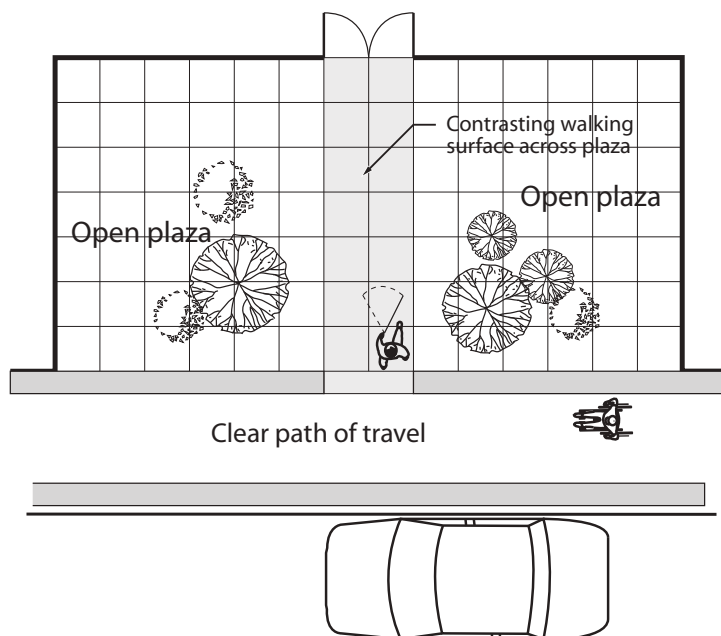 Contrasting walking
surface across plaza
Open plaza
Open plaza
Clear path of travel